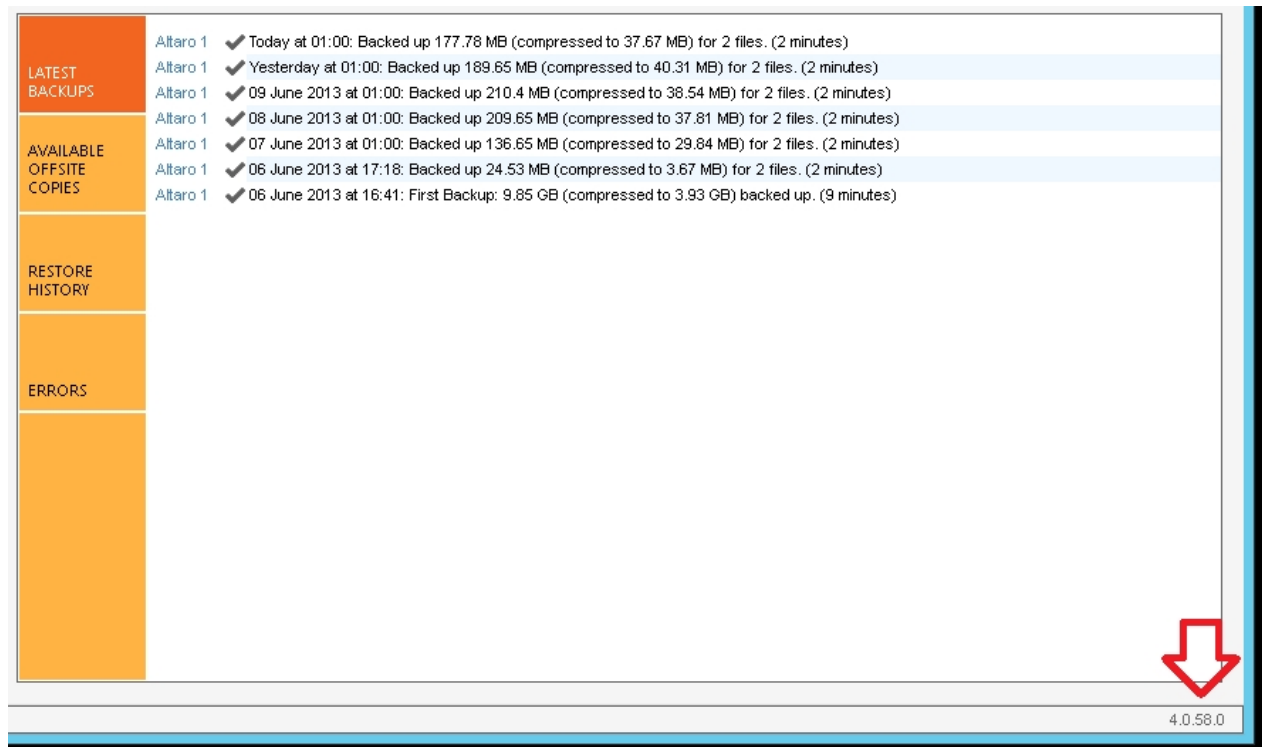 LATEST
BACKUPS
AVAILABLE
OFFSITE
COPIES
RESTORE
HISTORY
ERRORS
Altaro 1 ✔ Today at 01:00: Backed up 177.78 MB (compressed to 37.67 MB) for 2 files. (2 minutes)
Altaro 1 ✔ Yesterday at 01:00: Backed up 189.65 MB (compressed to 40.31 MB) for 2 files. (2 minutes)
Altaro 1 ✔ 09 June 2013 at 01:00: Backed up 210.4 MB (compressed to 38.54 MB) for 2 files. (2 minutes)
Altaro 1 ✔ 08 June 2013 at 01:00: Backed up 209.65 MB (compressed to 37.81 MB) for 2 files. (2 minutes)
Altaro 1 ✔ 07 June 2013 at 01:00: Backed up 136.65 MB (compressed to 29.84 MB) for 2 files. (2 minutes)
Altaro 1 ✔ 06 June 2013 at 17:18: Backed up 24.53 MB (compressed to 3.67 MB) for 2 files. (2 minutes)
Altaro 1 ✔ 06 June 2013 at 16:41: First Backup: 9.85 GB (compressed to 3.93 GB) backed up. (9 minutes)
4.0.58.0